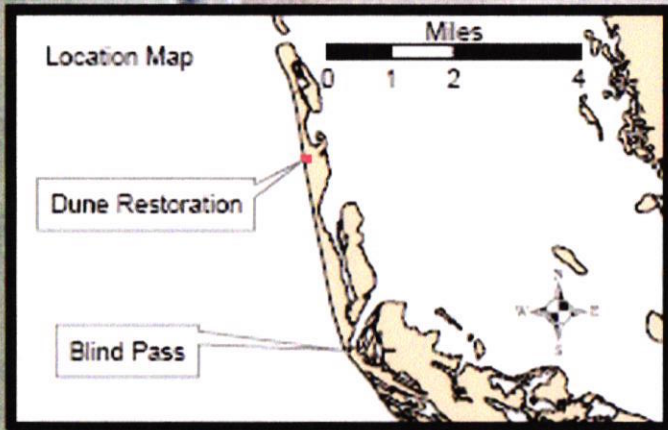 Location Map
Miles
0 1 2 4
Dune Restoration
N
W E
S
Blind Pass